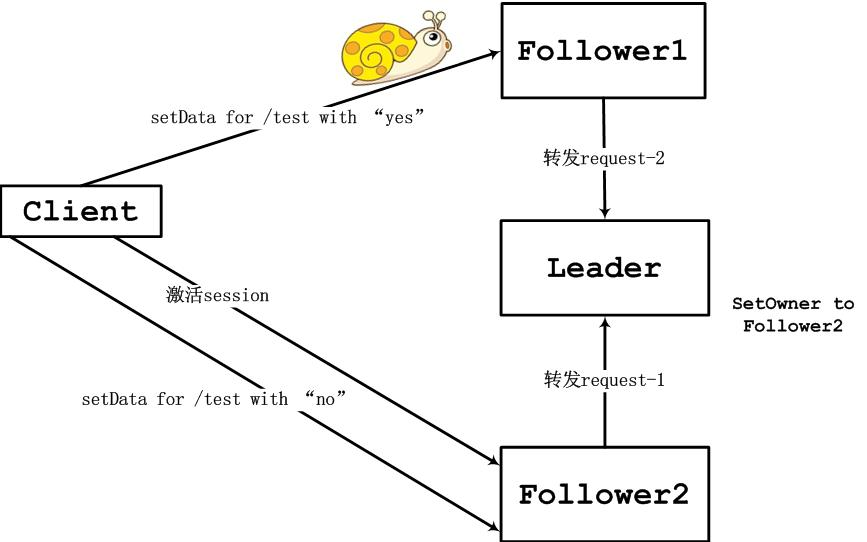 Follower1
setData for /test with “yes”
转发request-2
Client
Leader
激活session
SetOwner to
Follower2
转发request-1
setData for /test with “no”
Follower2